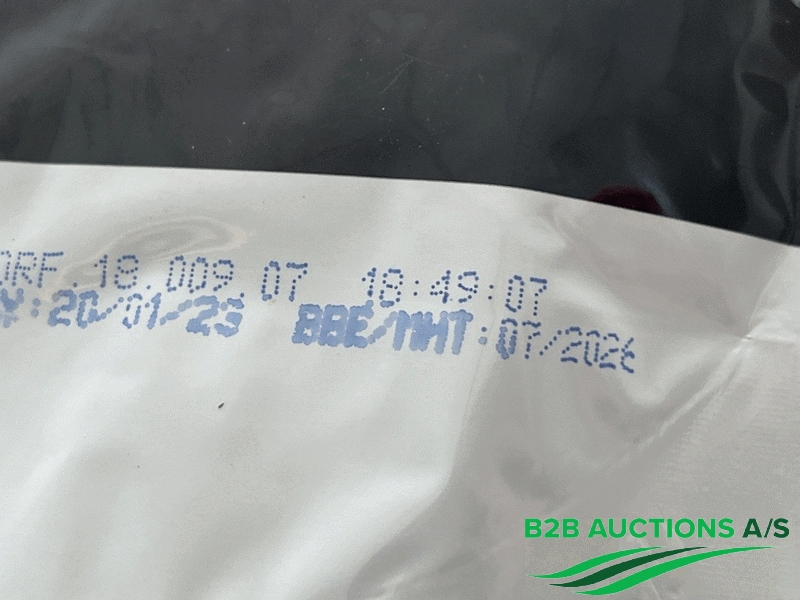 ORF.18.009.07 18:49:07
:20/01/23 BBE/MHT:07/2026
B2B AUCTIONS A/S